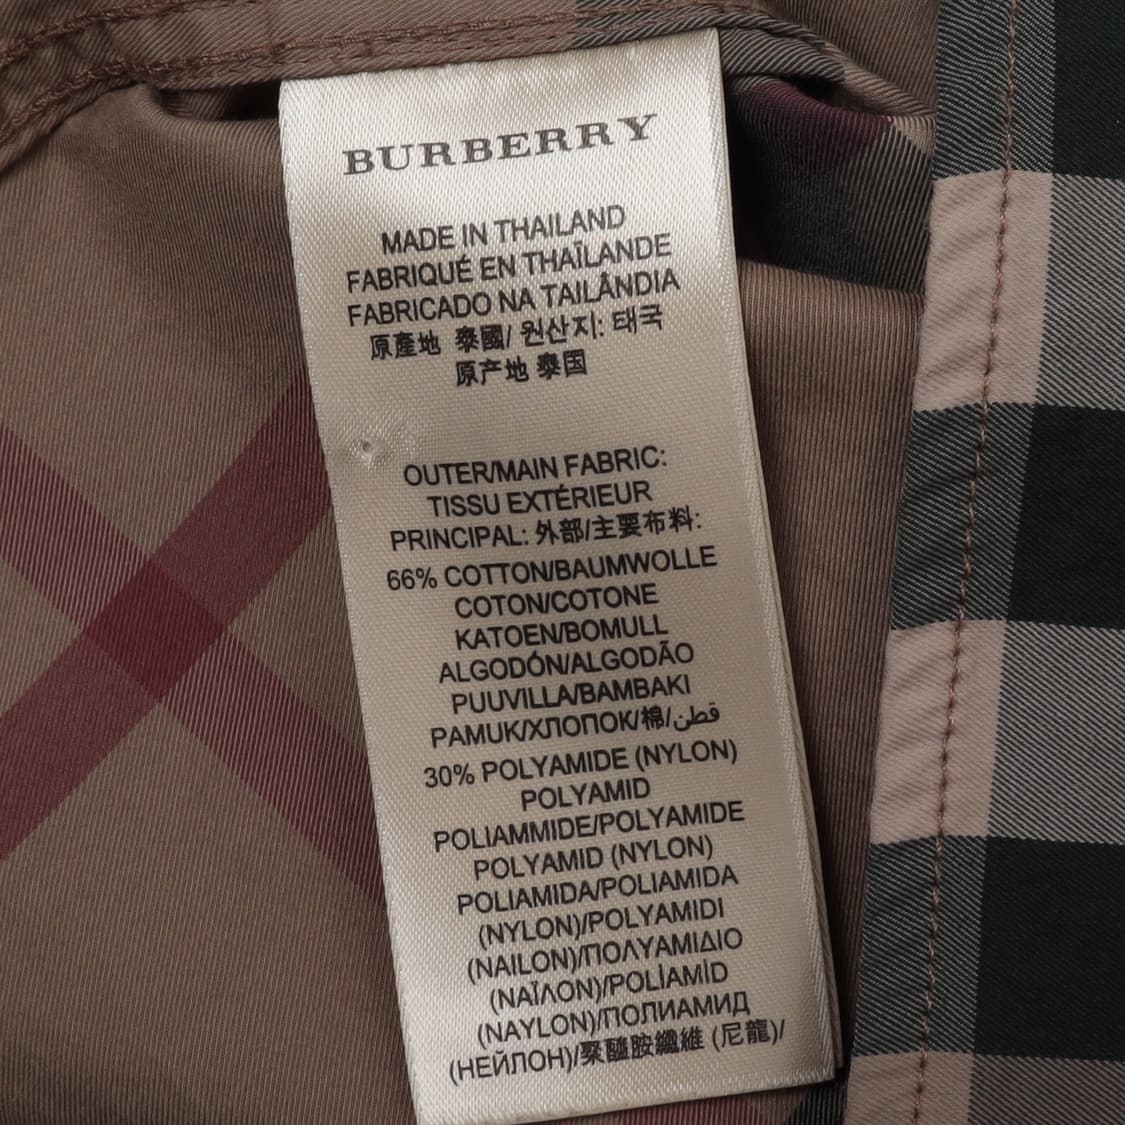 BURBERRY
MADE IN THAILAND
FABRIQUÉ EN THAÏLANDE
FABRICADO NA TAILÂNDIA
原產地 泰國/ 원산지: 태국
原产地 泰国
OUTER/MAIN FABRIC:
TISSU EXTÉRIEUR
PRINCIPAL: 外部/主要布料:
66% COTTON/BAUMWOLLE
COTON/COTONE
KATOEN/BOMULL
ALGODÓN/ALGODÃO
PUUVILLA/BAMBAKI
PAMUK/ХЛОПОК/棉/قطن
30% POLYAMIDE (NYLON)
POLYAMID
POLIAMMIDE/POLYAMIDE
POLYAMID (NYLON)
POLIAMIDA/POLIAMIDA
(NYLON)/POLYAMIDI
(NAILON)/ΠΟΛΥΑΜΙΔΙΟ
(ΝΑΪΛΟΝ)/POLİAMİD
(NAYLON)/ПОЛИАМИД
(НЕЙЛОН)/聚醯胺纖維 (尼龍)/